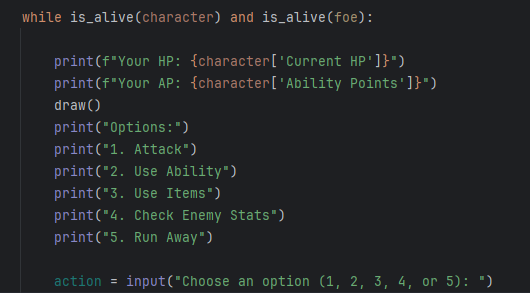 while is_alive(character) and is_alive(foe):
print(f"Your HP: {character['Current HP']}")
print(f"Your AP: {character['Ability Points']}")
draw()
print("Options:")
print("1. Attack")
print("2. Use Ability")
print("3. Use Items")
print("4. Check Enemy Stats")
print("5. Run Away")
action = input("Choose an option (1, 2, 3, 4, or 5): ")